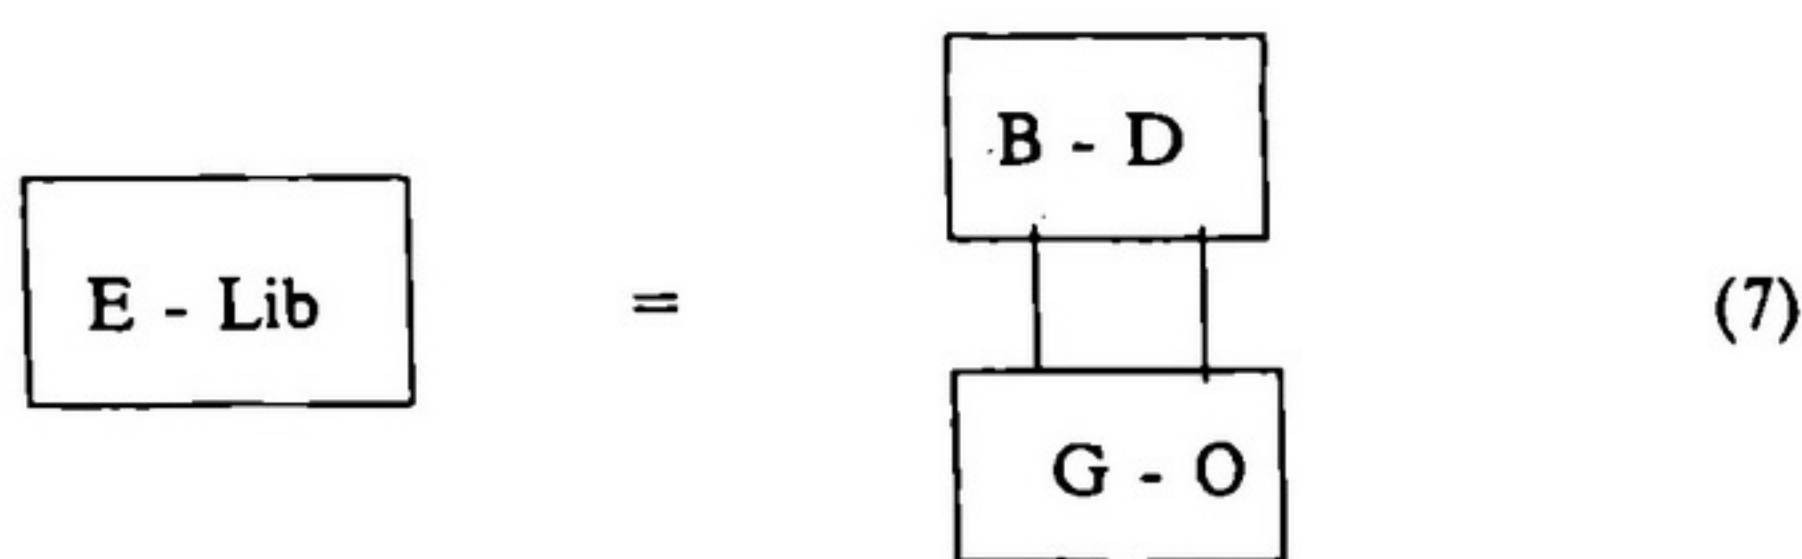 B - D
E - Lib = (7)
G - O